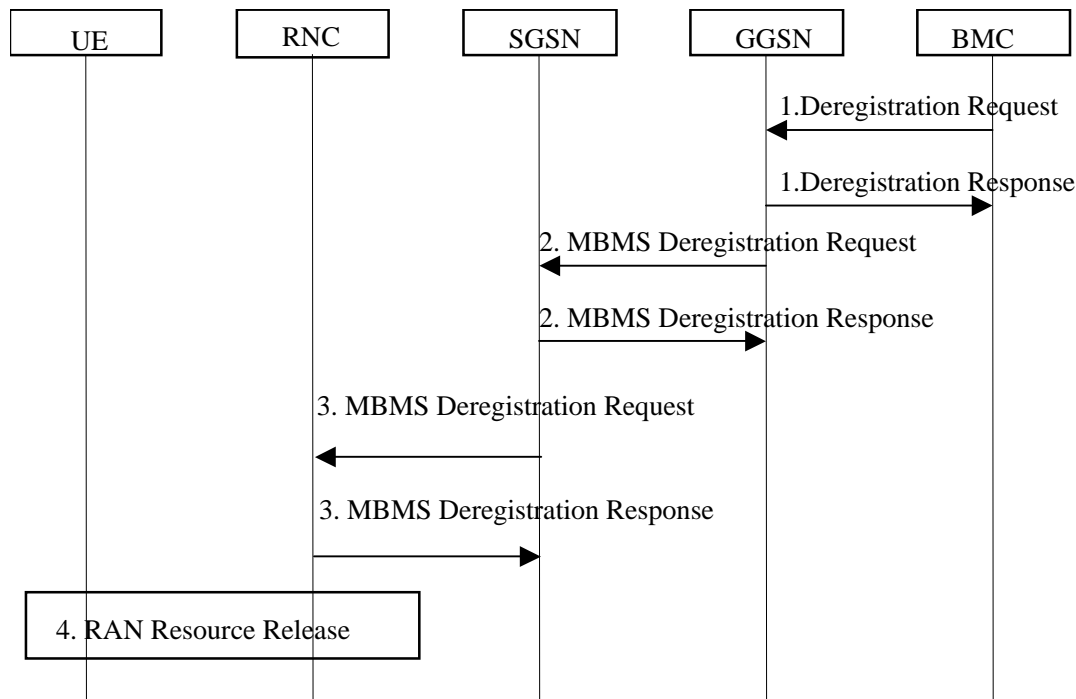 UE
RNC
SGSN
GGSN
BMC
1.Deregistration Request
1.Deregistration Response
2. MBMS Deregistration Request
2. MBMS Deregistration Response
3. MBMS Deregistration Request
3. MBMS Deregistration Response
4. RAN Resource Release